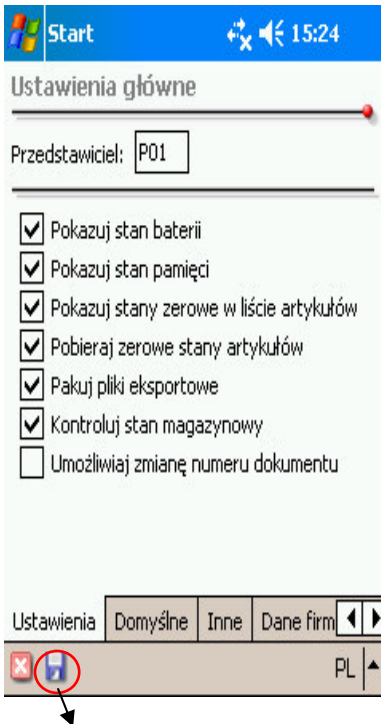 Start 15:24
Ustawienia główne
Przedstawiciel: P01
Pokazuj stan baterii
Pokazuj stan pamięci
Pokazuj stany zerowe w liście artykułów
Pobieraj zerowe stany artykułów
Pakuj pliki eksportowe
Kontroluj stan magazynowy
Umożliwiaj zmianę numeru dokumentu
Ustawienia Domyślne Inne Dane firm
PL